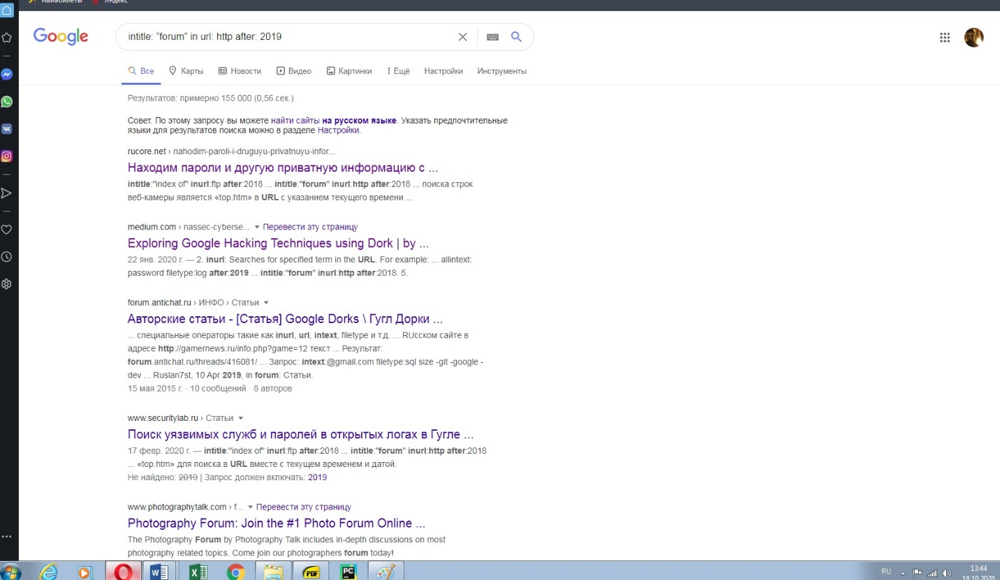 Авиабилеты Яндекс
Google
intitle: “forum” in url: http after: 2019
Все Карты Новости Видео Картинки Ещё Настройки Инструменты
Результатов: примерно 155 000 (0,56 сек.)
Совет. По этому запросу вы можете найти сайты на русском языке. Указать предпочтительные
языки для результатов поиска можно в разделе Настройки.
rucore.net › nahodim-paroli-i-druguyu-privatnuyu-infor...
Находим пароли и другую приватную информацию с ...
intitle:"index of" inurl:ftp after:2018 ... intitle:"forum" inurl:http after:2018 ... поиска строк
веб-камеры является «top.htm» в URL с указанием текущего времени ...
medium.com › nassec-cyberse... Перевести эту страницу
Exploring Google Hacking Techniques using Dork | by ...
22 янв. 2020 г. — 2. inurl: Searches for specified term in the URL. For example: ... allintext:
password filetype:log after:2019 ... intitle:"forum" inurl:http after:2018. 5.
forum.antichat.ru › ИНФО › Статьи
Авторские статьи - [Статья] Google Dorks \ Гугл Дорки ...
... специальные операторы такие как inurl, url, intext, filetype и т.д. ... RUсском сайте в
адресе http://gamernews.ru/info.php?game=12 текст ... Результат:
forum.antichat.ru/threads/416081/ ... Запрос: intext:@gmail.com filetype:sql size -git -google -
dev ... Ruslan7st, 10 Apr 2019, in forum: Статьи.
15 мая 2015 г. · 10 сообщений · 8 авторов
www.securitylab.ru › Статьи
Поиск уязвимых служб и паролей в открытых логах в Гугле ...
17 февр. 2020 г. — intitle:"index of" inurl:ftp after:2018 ... intitle:"forum" inurl:http after:2018
... «top.htm» для поиска в URL вместе с текущем временем и датой.
Не найдено: 2019 | Запрос должен включать: 2019
www.photographytalk.com › f... Перевести эту страницу
Photography Forum: Join the #1 Photo Forum Online ...
The Photography Forum by Photography Talk includes in-depth discussions on most
photography related topics. Come join our photographers forum today!
PDF PC
RU 13:44
18.10.2020